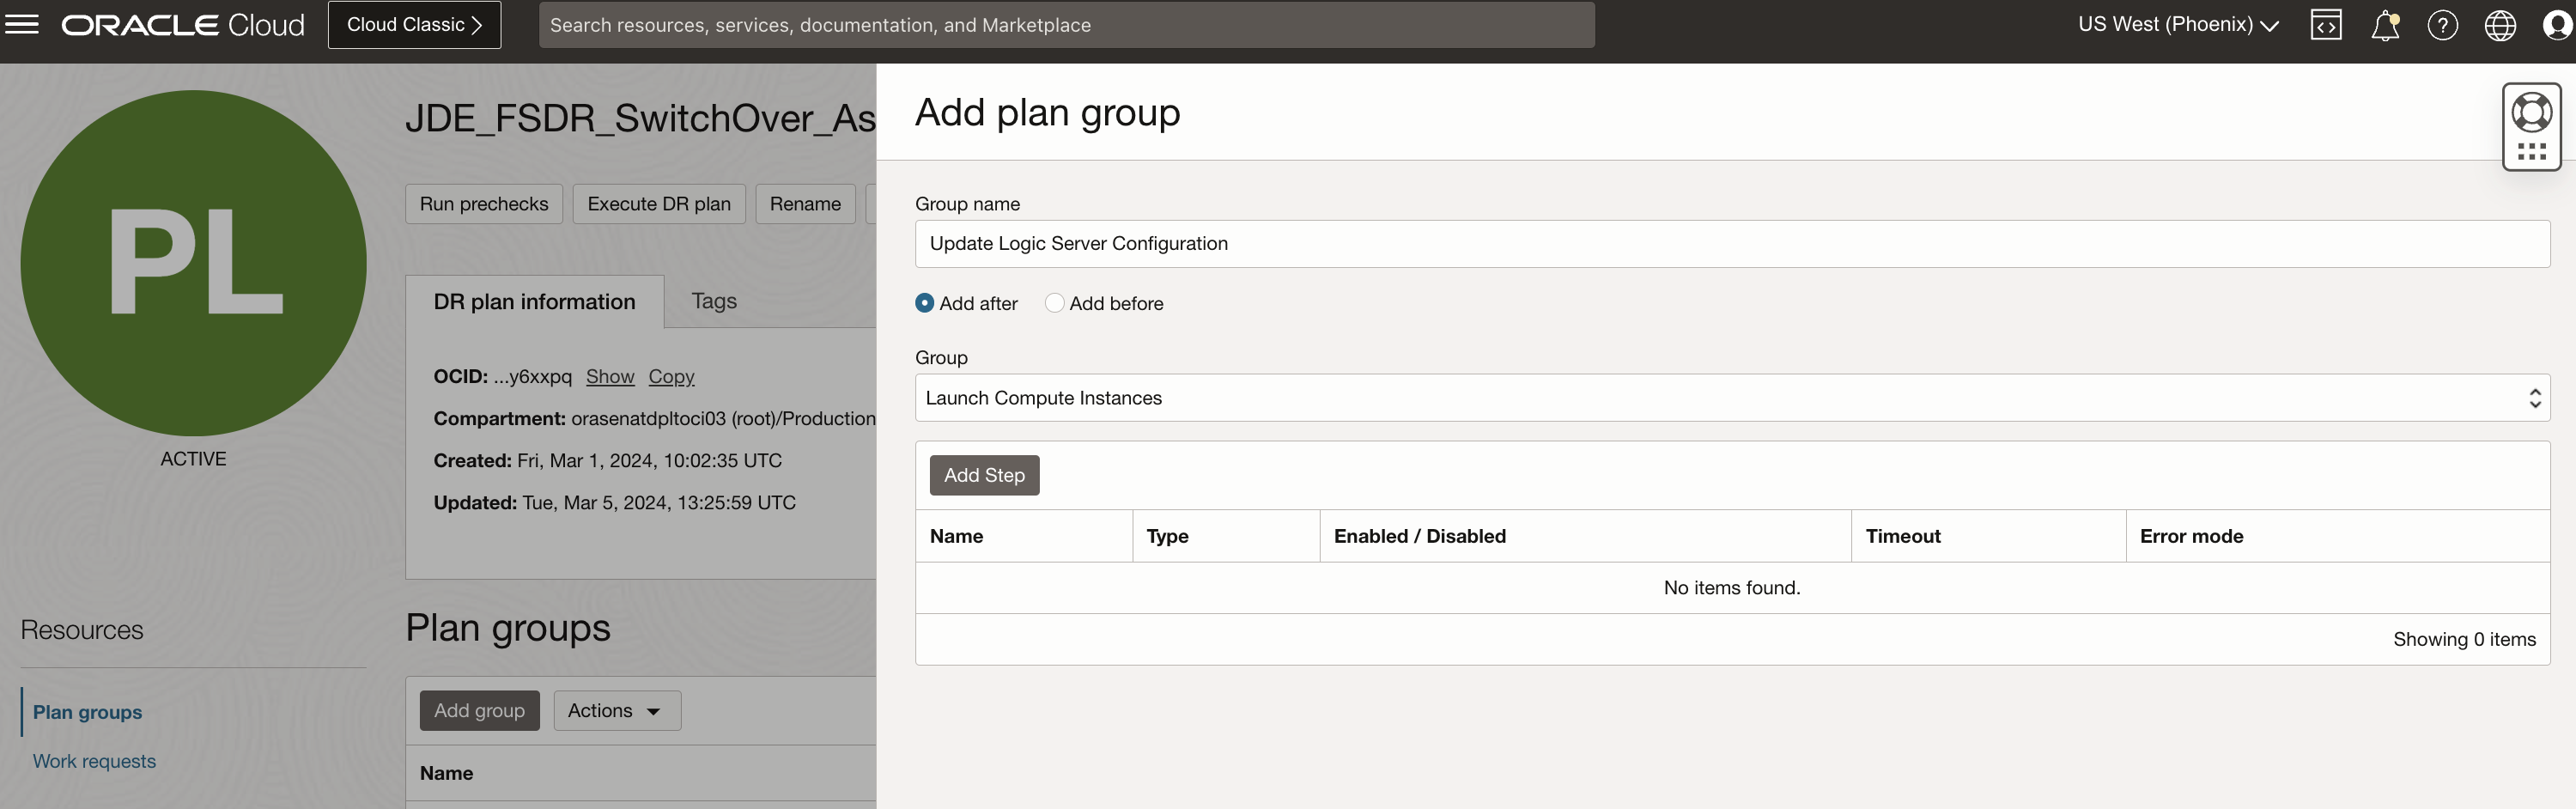 ORACLE Cloud
Cloud Classic
Search resources, services, documentation, and Marketplace
US West (Phoenix)
PL
ACTIVE
Resources
Plan groups
Work requests
JDE_FSDR_SwitchOver_As
Run prechecks
Execute DR plan
Rename
DR plan information
Tags
OCID: ...y6xxpq Show Copy
Compartment: orasenatdpltoci03 (root)/Production
Created: Fri, Mar 1, 2024, 10:02:35 UTC
Updated: Tue, Mar 5, 2024, 13:25:59 UTC
Plan groups
Add group
Actions
Name
Add plan group
Group name
Update Logic Server Configuration
Add after
Add before
Group
Launch Compute Instances
Add Step
Name Type Enabled / Disabled Timeout Error mode
No items found.
Showing 0 items